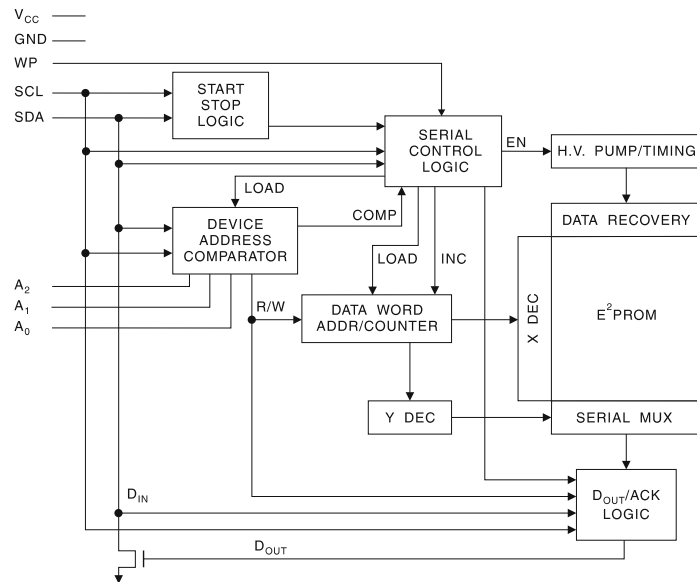 VCC
GND
WP
SCL
SDA
START
STOP
LOGIC
SERIAL
CONTROL
LOGIC
EN
H.V. PUMP/TIMING
LOAD
COMP
DEVICE
ADDRESS
COMPARATOR
DATA RECOVERY
LOAD
INC
A2
A1
A0
R/W
DATA WORD
ADDR/COUNTER
X DEC
E2PROM
Y DEC
SERIAL MUX
DIN
DOUT/ACK
LOGIC
DOUT